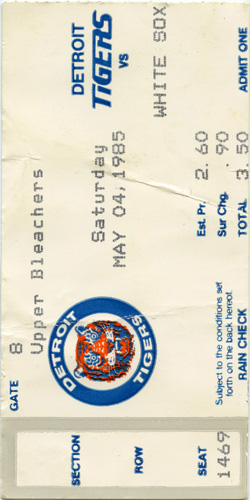 DETROIT
TIGERS
VS
WHITE SOX
Saturday
MAY 04, 1985
Est. Pr. 2.60
Sur Chg. .90
TOTAL 3.50
ADMIT ONE
GATE 8
Upper Bleachers
DETROIT TIGERS
Subject to the conditions set
forth on the back hereof.
RAIN CHECK
SECTION
ROW
SEAT 1469